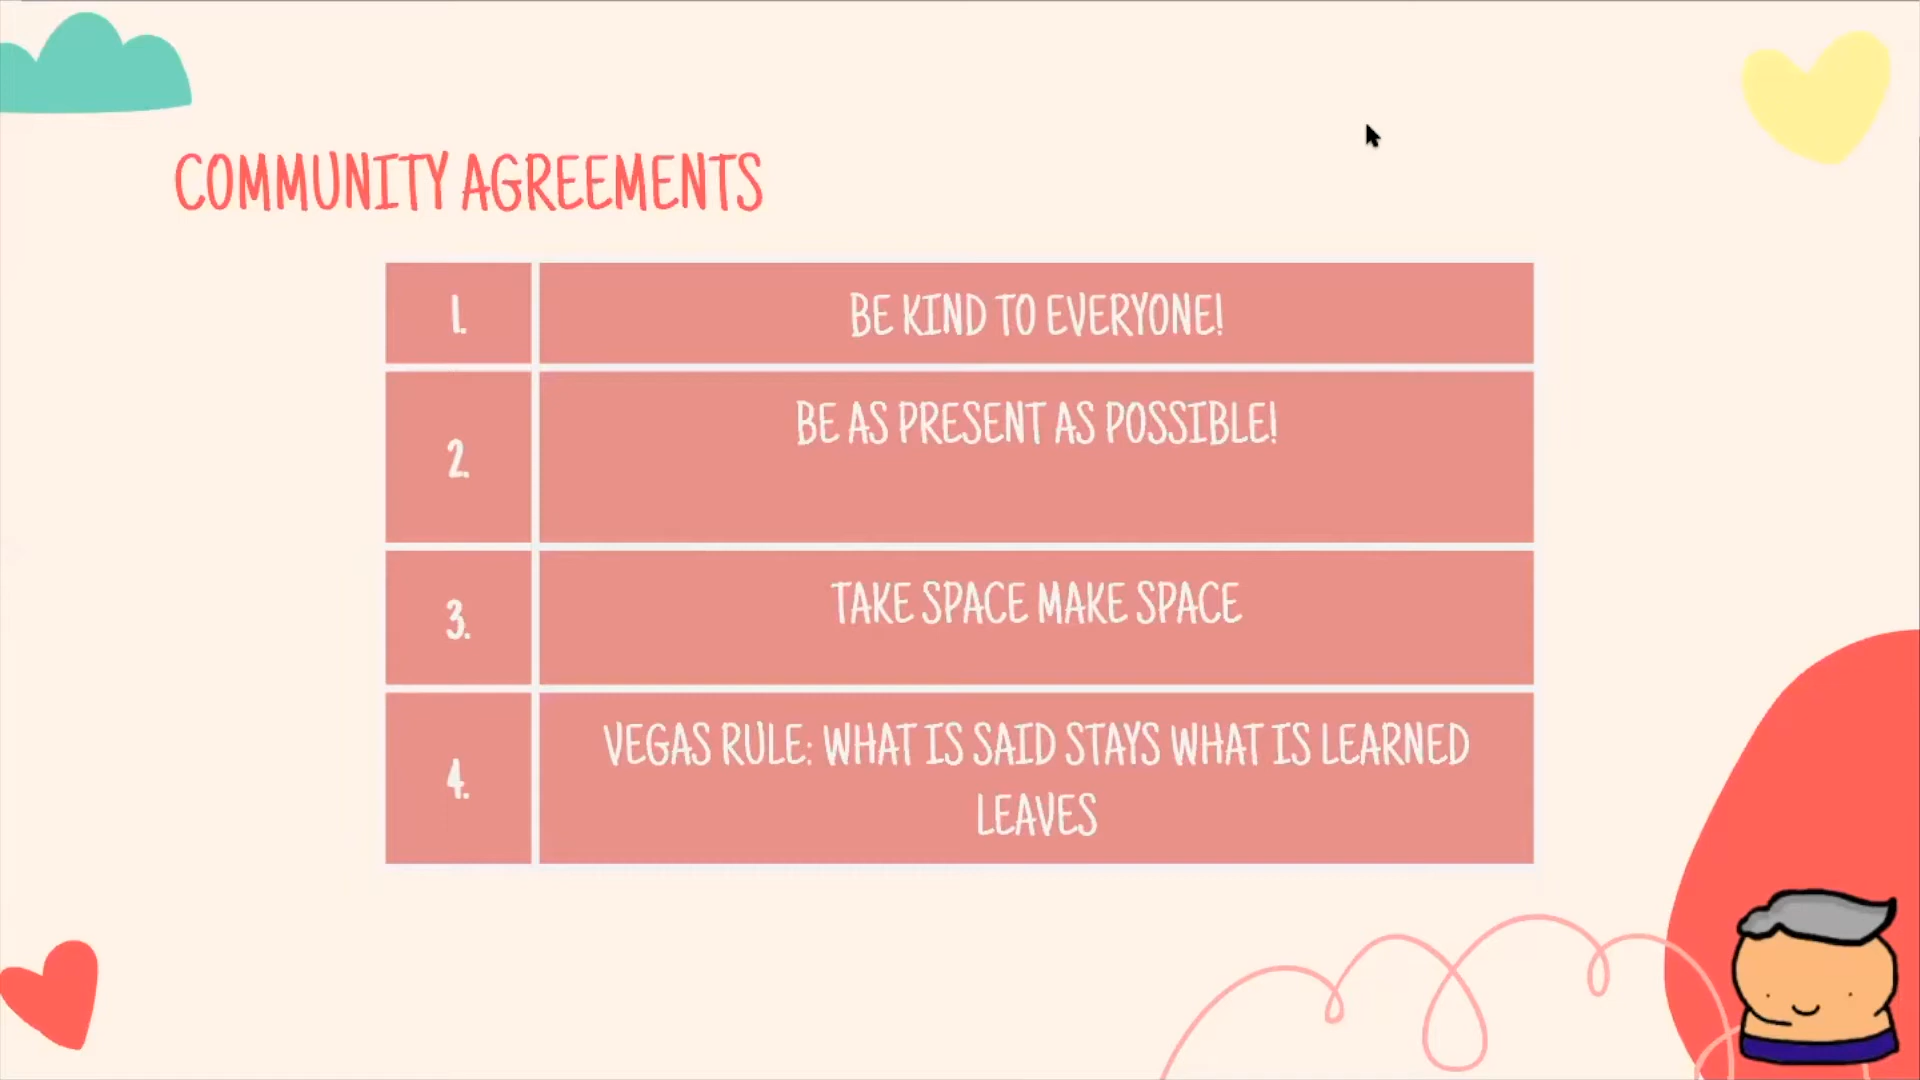 COMMUNITY AGREEMENTS
1. BE KIND TO EVERYONE!
2. BE AS PRESENT AS POSSIBLE!
3. TAKE SPACE MAKE SPACE
4. VEGAS RULE: WHAT IS SAID STAYS WHAT IS LEARNED
LEAVES